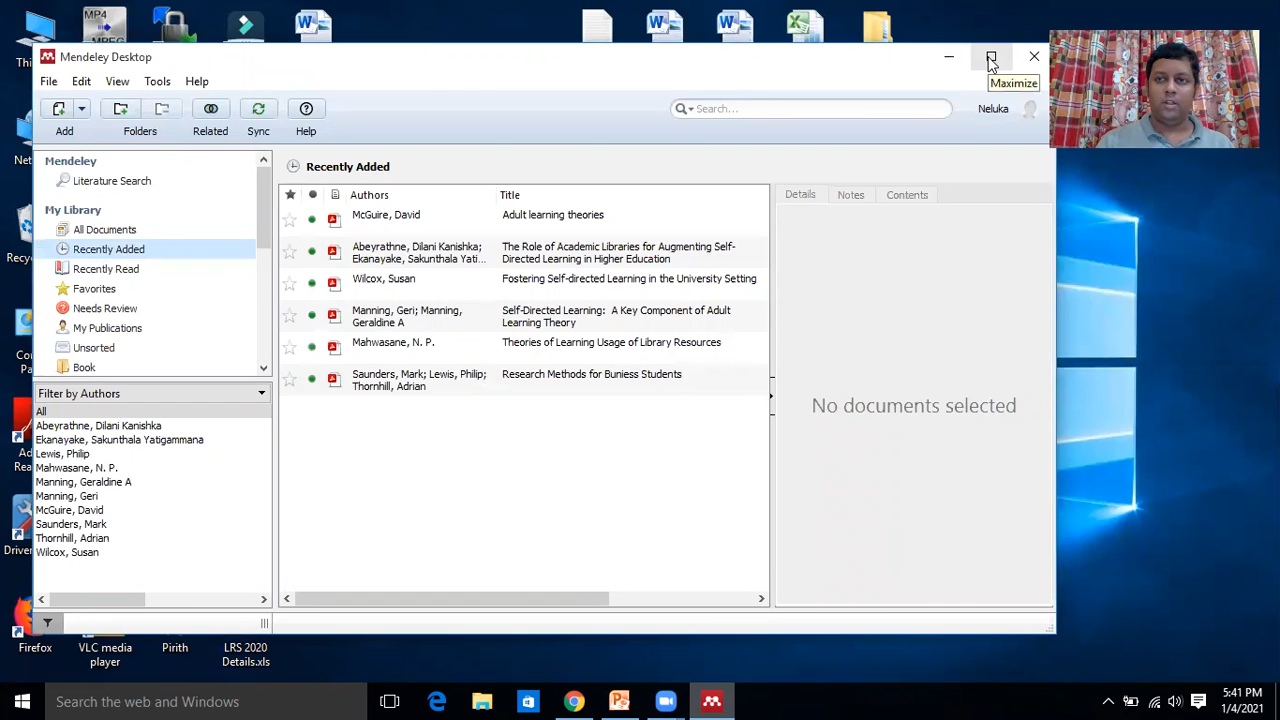 MP4
Mendeley Desktop
Maximize
File Edit View Tools Help
Search...
Neluka
Add Folders Related Sync Help
Mendeley
Literature Search
My Library
All Documents
Recently Added
Recently Read
Favorites
Needs Review
My Publications
Unsorted
Book
Filter by Authors
All
Abeyrathne, Dilani Kanishka
Ekanayake, Sakunthala Yatigammana
Lewis, Philip
Mahwasane, N. P.
Manning, Geraldine A
Manning, Geri
McGuire, David
Saunders, Mark
Thornhill, Adrian
Wilcox, Susan
Recently Added
Authors Title
McGuire, David Adult learning theories
Abeyrathne, Dilani Kanishka; The Role of Academic Libraries for Augmenting Self-
Ekanayake, Sakunthala Yati... Directed Learning in Higher Education
Wilcox, Susan Fostering Self-directed Learning in the University Setting
Manning, Geri; Manning, Self-Directed Learning: A Key Component of Adult
Geraldine A Learning Theory
Mahwasane, N. P. Theories of Learning Usage of Library Resources
Saunders, Mark; Lewis, Philip; Research Methods for Buniess Students
Thornhill, Adrian
Details Notes Contents
No documents selected
Firefox
VLC media
player
Pirith
LRS 2020
Details.xls
Search the web and Windows
5:41 PM
1/4/2021